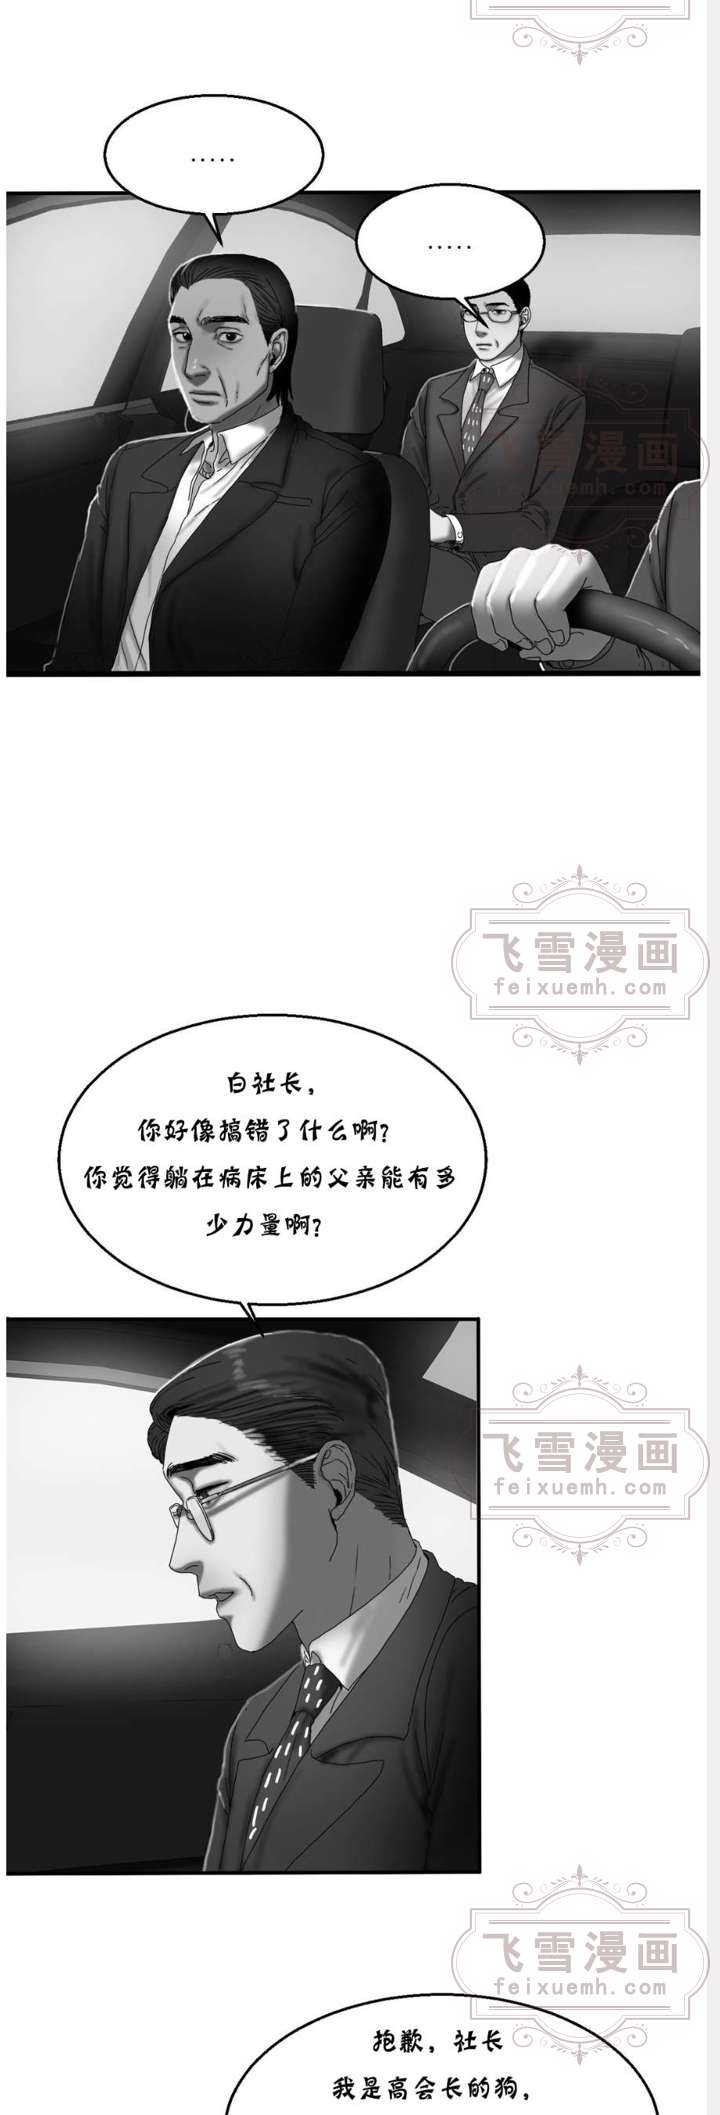 .....
.....
飞雪漫画
feixuemh.com
飞雪漫画
feixuemh.com
白社长，
你好像搞错了什么啊？
你觉得躺在病床上的父亲能有多
少力量啊？
飞雪漫画
feixuemh.com
飞雪漫画
feixuemh.com
抱歉，社长
我是高会长的狗，